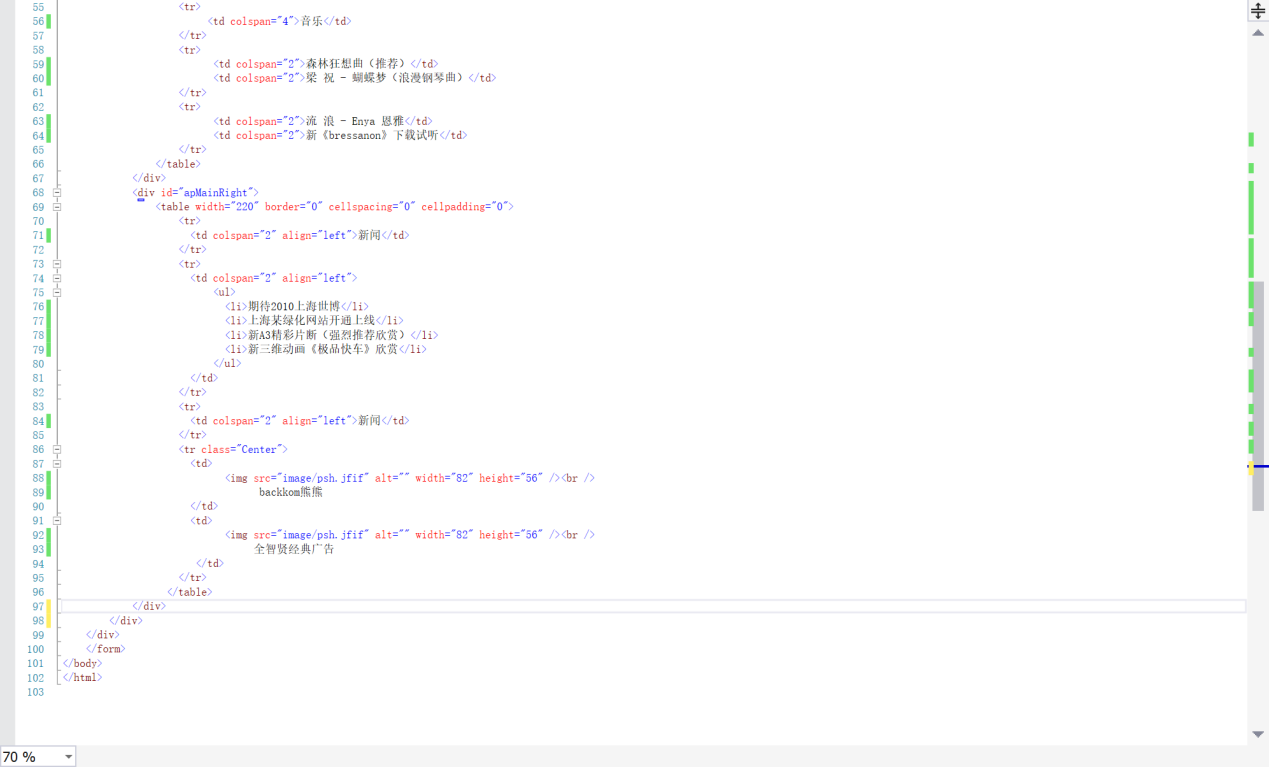 55 <tr>
56 <td colspan="4">音乐</td>
57 </tr>
58 <tr>
59 <td colspan="2">森林狂想曲（推荐）</td>
60 <td colspan="2">梁 祝 - 蝴蝶梦（浪漫钢琴曲）</td>
61 </tr>
62 <tr>
63 <td colspan="2">流 浪 - Enya 恩雅</td>
64 <td colspan="2">新《bressanon》下载试听</td>
65 </tr>
66 </table>
67 </div>
68 <div id="apMainRight">
69 <table width="220" border="0" cellspacing="0" cellpadding="0">
70 <tr>
71 <td colspan="2" align="left">新闻</td>
72 </tr>
73 <tr>
74 <td colspan="2" align="left">
75 <ul>
76 <li>期待2010上海世博</li>
77 <li>上海某绿化网站开通上线</li>
78 <li>新A3精彩片断（强烈推荐欣赏）</li>
79 <li>新三维动画《极品快车》欣赏</li>
80 </ul>
81 </td>
82 </tr>
83 <tr>
84 <td colspan="2" align="left">新闻</td>
85 </tr>
86 <tr class="Center">
87 <td>
88 <img src="image/psh.jfif" alt="" width="82" height="56" /><br />
89 backkom熊熊
90 </td>
91 <td>
92 <img src="image/psh.jfif" alt="" width="82" height="56" /><br />
93 全智贤经典广告
94 </td>
95 </tr>
96 </table>
97 </div>
98 </div>
99 </div>
100 </form>
101 </body>
102 </html>
103
70 %